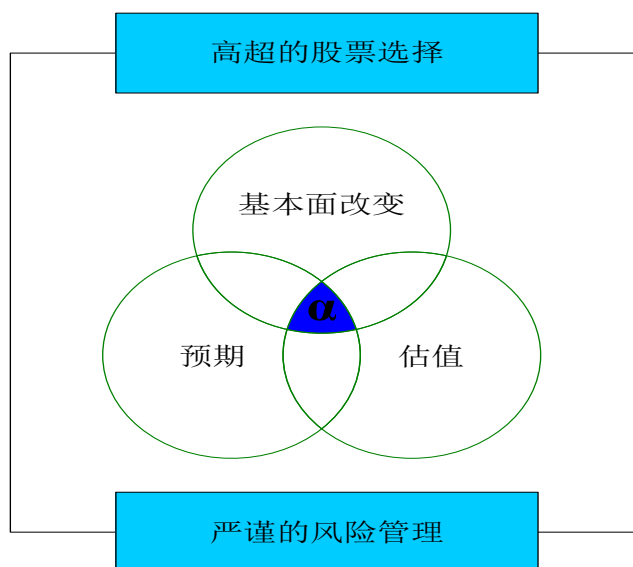 高超的股票选择
基本面改变
α
预期
估值
严谨的风险管理